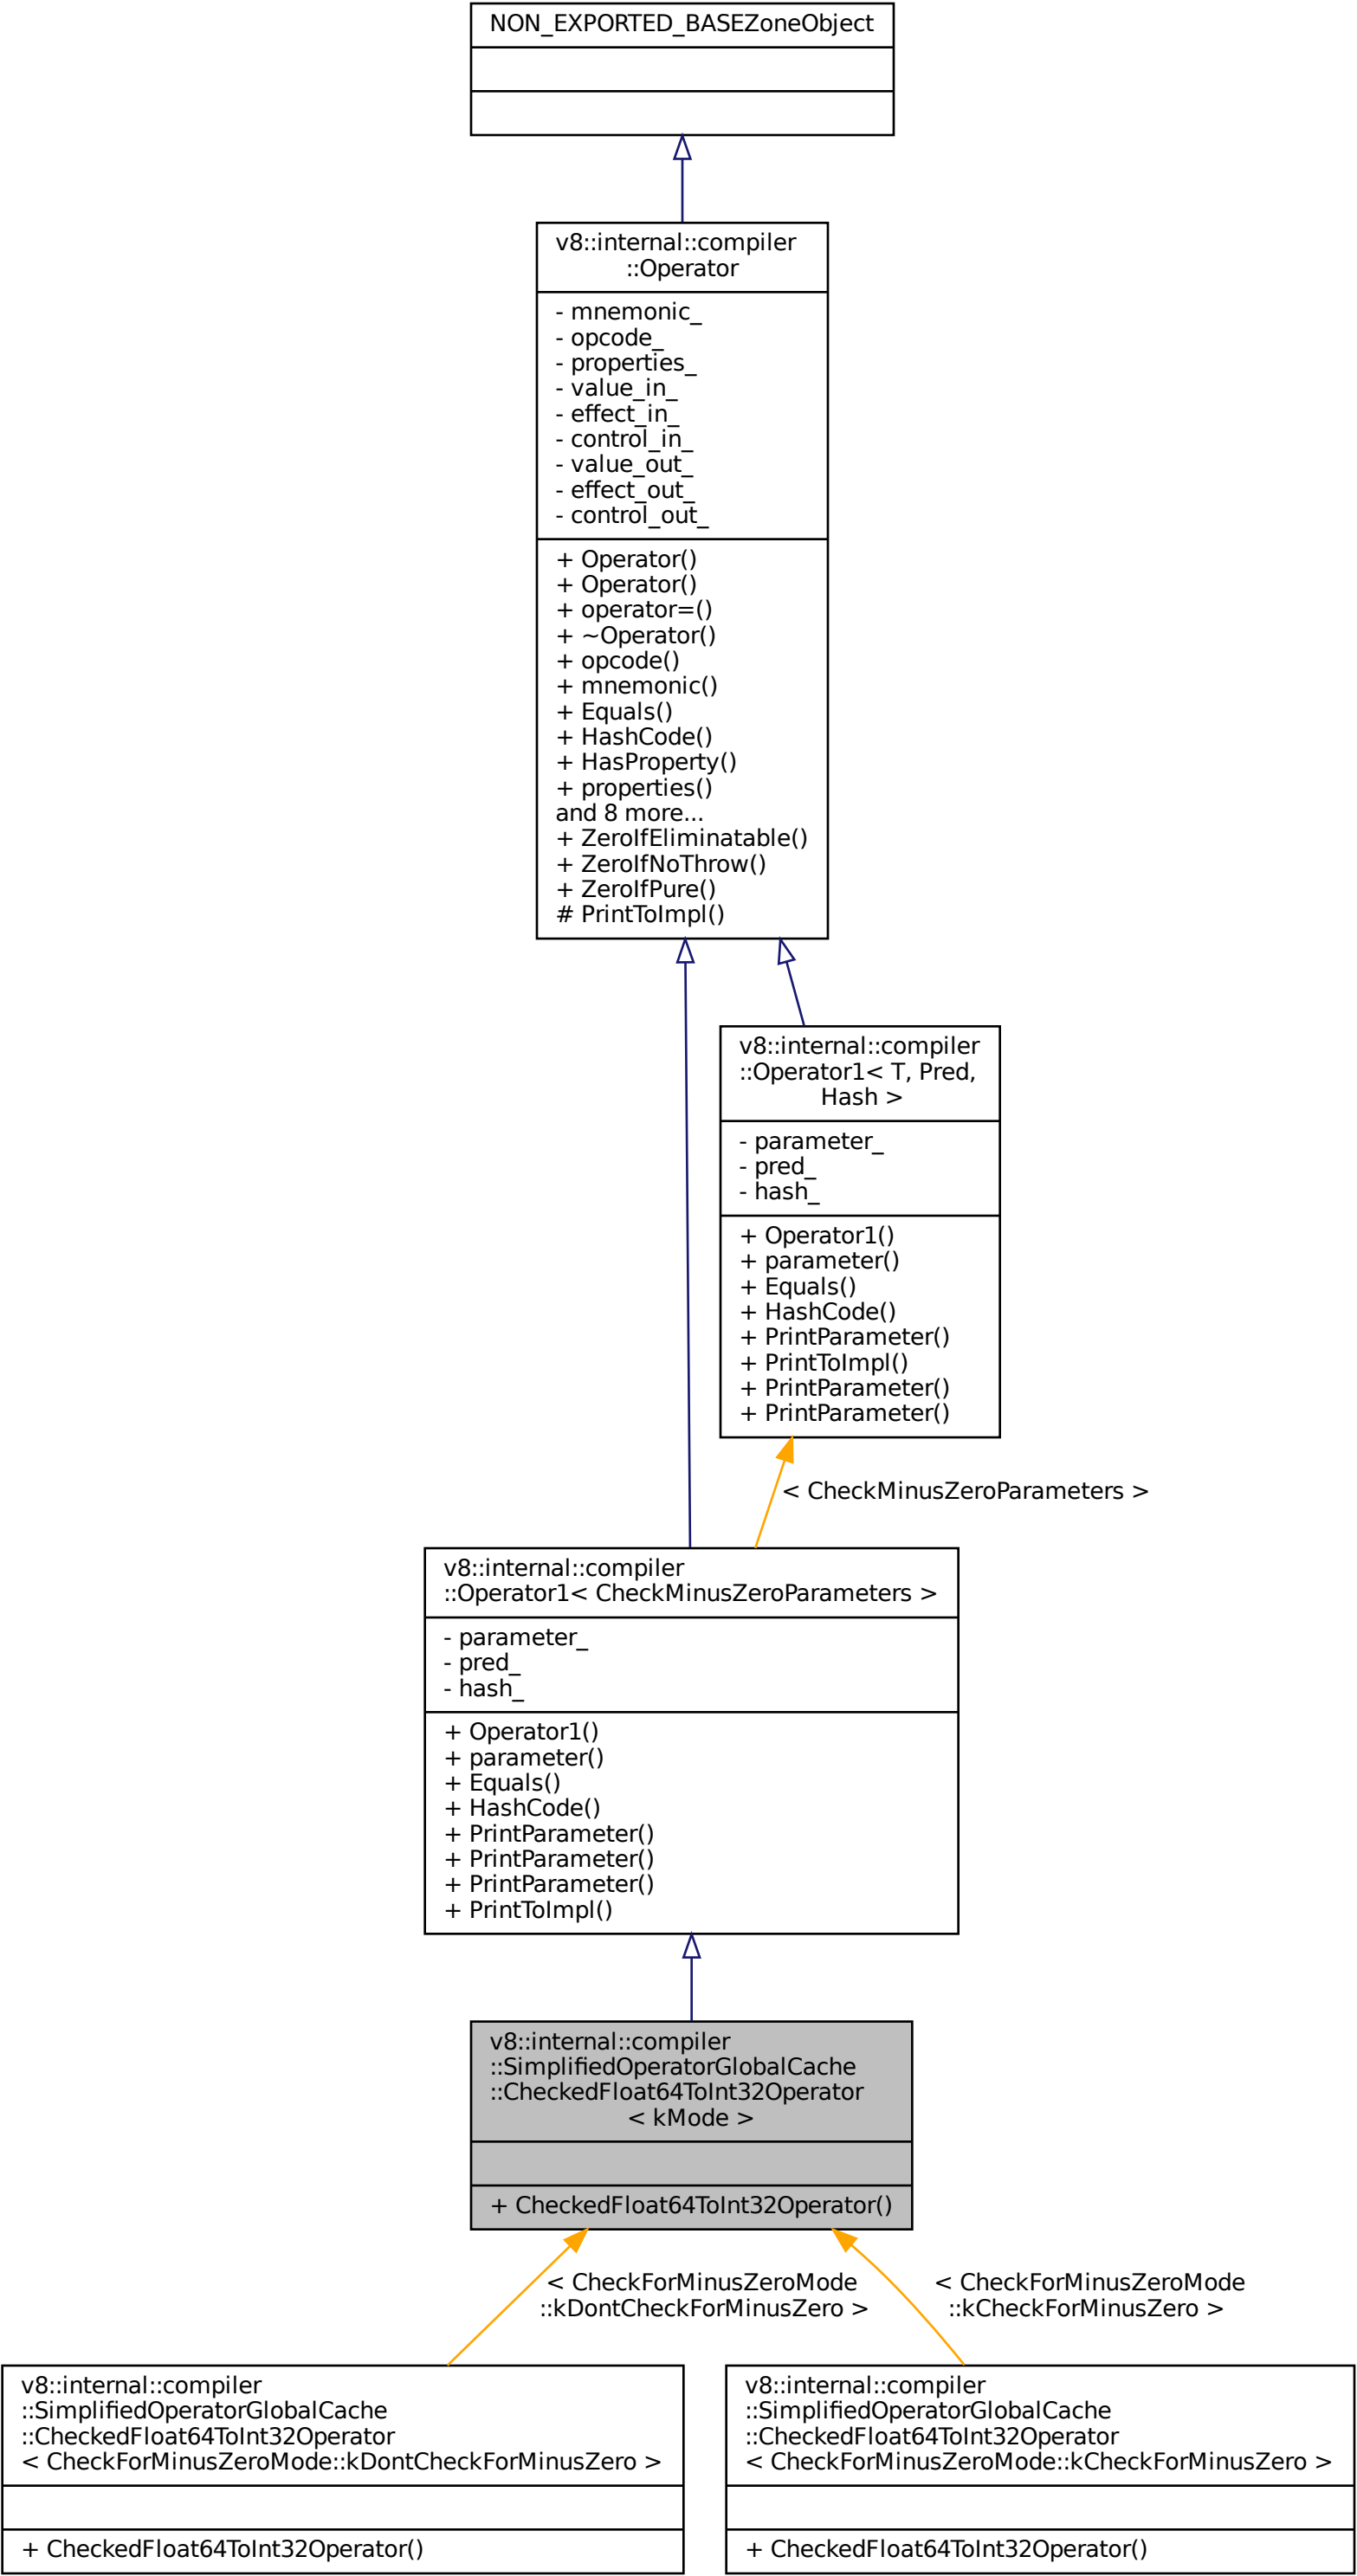 NON_EXPORTED_BASEZoneObject
v8::internal::compiler
::Operator
- mnemonic_
- opcode_
- properties_
- value_in_
- effect_in_
- control_in_
- value_out_
- effect_out_
- control_out_
+ Operator()
+ Operator()
+ operator=()
+ ~Operator()
+ opcode()
+ mnemonic()
+ Equals()
+ HashCode()
+ HasProperty()
+ properties()
and 8 more...
+ ZeroIfEliminatable()
+ ZeroIfNoThrow()
+ ZeroIfPure()
# PrintToImpl()
v8::internal::compiler
::Operator1< T, Pred,
Hash >
- parameter_
- pred_
- hash_
+ Operator1()
+ parameter()
+ Equals()
+ HashCode()
+ PrintParameter()
+ PrintToImpl()
+ PrintParameter()
+ PrintParameter()
< CheckMinusZeroParameters >
v8::internal::compiler
::Operator1< CheckMinusZeroParameters >
- parameter_
- pred_
- hash_
+ Operator1()
+ parameter()
+ Equals()
+ HashCode()
+ PrintParameter()
+ PrintParameter()
+ PrintParameter()
+ PrintToImpl()
v8::internal::compiler
::SimplifiedOperatorGlobalCache
::CheckedFloat64ToInt32Operator
< kMode >
+ CheckedFloat64ToInt32Operator()
< CheckForMinusZeroMode
::kDontCheckForMinusZero >
< CheckForMinusZeroMode
::kCheckForMinusZero >
v8::internal::compiler
::SimplifiedOperatorGlobalCache
::CheckedFloat64ToInt32Operator
< CheckForMinusZeroMode::kDontCheckForMinusZero >
+ CheckedFloat64ToInt32Operator()
v8::internal::compiler
::SimplifiedOperatorGlobalCache
::CheckedFloat64ToInt32Operator
< CheckForMinusZeroMode::kCheckForMinusZero >
+ CheckedFloat64ToInt32Operator()